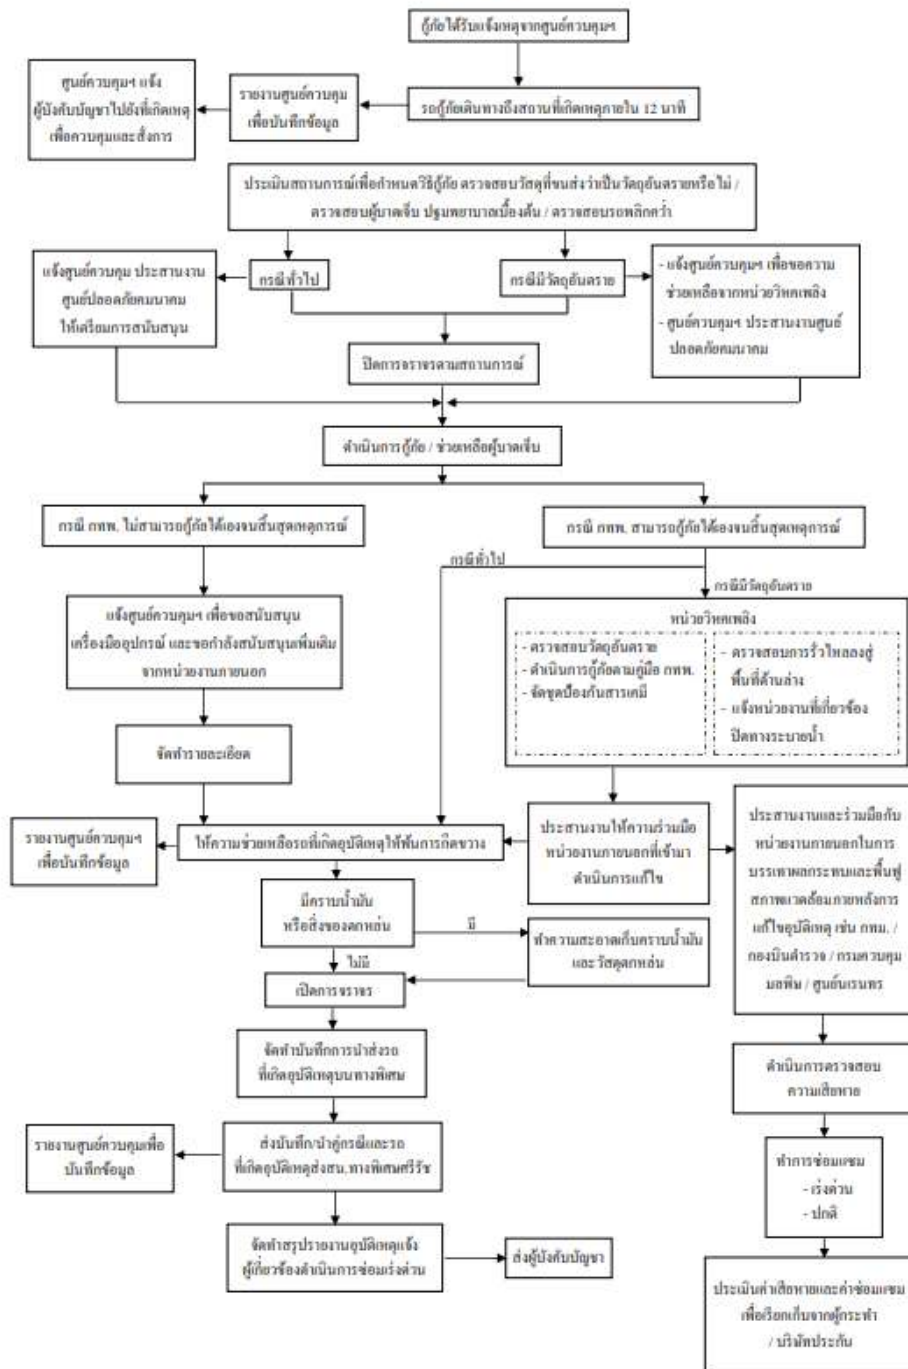 กู้ภัยได้รับแจ้งเหตุจากศูนย์ควบคุมฯ
ศูนย์ควบคุมฯ แจ้ง
ผู้บังคับบัญชาไปยังที่เกิดเหตุ
เพื่อควบคุมและสั่งการ
รายงานศูนย์ควบคุม
เพื่อบันทึกข้อมูล
รถกู้ภัยเดินทางถึงสถานที่เกิดเหตุภายใน 12 นาที
ประเมินสถานการณ์เพื่อกำหนดวิธีกู้ภัย ตรวจสอบวัสดุที่ขนส่งว่าเป็นวัตถุอันตรายหรือไม่ /
ตรวจสอบผู้บาดเจ็บ ปฐมพยาบาลเบื้องต้น / ตรวจสอบรถพลิกคว่ำ
แจ้งศูนย์ควบคุม ประสานงาน
ศูนย์ปลอดภัยคมนาคม
ให้เตรียมการสนับสนุน
กรณีทั่วไป
กรณีมีวัตถุอันตราย
- แจ้งศูนย์ควบคุมฯ เพื่อขอความ
ช่วยเหลือจากหน่วยวิหคเพลิง
- ศูนย์ควบคุมฯ ประสานงานศูนย์
ปลอดภัยคมนาคม
ปิดการจราจรตามสถานการณ์
ดำเนินการกู้ภัย / ช่วยเหลือผู้บาดเจ็บ
กรณี กทพ. ไม่สามารถกู้ภัยได้เองจนสิ้นสุดเหตุการณ์
กรณี กทพ. สามารถกู้ภัยได้เองจนสิ้นสุดเหตุการณ์
กรณีทั่วไป
กรณีมีวัตถุอันตราย
แจ้งศูนย์ควบคุมฯ เพื่อขอสนับสนุน
เครื่องมืออุปกรณ์ และขอกำลังสนับสนุนเพิ่มเติม
จากหน่วยงานภายนอก
หน่วยวิหคเพลิง
- ตรวจสอบวัตถุอันตราย
- ดำเนินการกู้ภัยตามคู่มือ กทพ.
- จัดชุดป้องกันสารเคมี
- ตรวจสอบการรั่วไหลลงสู่
พื้นที่ด้านล่าง
- แจ้งหน่วยงานที่เกี่ยวข้อง
ปิดทางระบายน้ำ
จัดทำรายละเอียด
รายงานศูนย์ควบคุมฯ
เพื่อบันทึกข้อมูล
ให้ความช่วยเหลือรถที่เกิดอุบัติเหตุให้พ้นการกีดขวาง
ประสานงานให้ความร่วมมือ
หน่วยงานภายนอกที่เข้ามา
ดำเนินการแก้ไข
ประสานงานและร่วมมือกับ
หน่วยงานภายนอกในการ
บรรเทาผลกระทบและฟื้นฟู
สภาพแวดล้อมภายหลังการ
แก้ไขอุบัติเหตุ เช่น กทม. /
กองบินตำรวจ / กรมควบคุม
มลพิษ / ศูนย์นเรนทร
มีคราบน้ำมัน
หรือสิ่งของตกหล่น
มี
ทำความสะอาดเก็บคราบน้ำมัน
และวัสดุตกหล่น
ไม่มี
เปิดการจราจร
จัดทำบันทึกการนำส่งรถ
ที่เกิดอุบัติเหตุบนทางพิเศษ
ดำเนินการตรวจสอบ
ความเสียหาย
รายงานศูนย์ควบคุมเพื่อ
บันทึกข้อมูล
ส่งบันทึก/นำคู่กรณีและรถ
ที่เกิดอุบัติเหตุส่งสน.ทางพิเศษศรีรัช
ทำการซ่อมแซม
- เร่งด่วน
- ปกติ
จัดทำสรุปรายงานอุบัติเหตุแจ้ง
ผู้เกี่ยวข้องดำเนินการซ่อมเร่งด่วน
ส่งผู้บังคับบัญชา
ประเมินค่าเสียหายและค่าซ่อมแซม
เพื่อเรียกเก็บจากผู้กระทำ
/ บริษัทประกัน